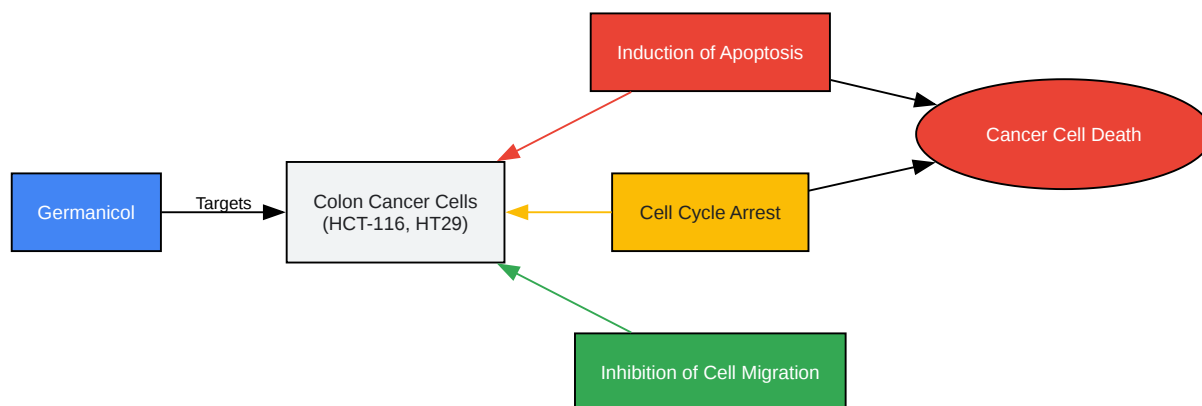 Induction of Apoptosis
Cancer Cell Death
Germanicol
Targets
Colon Cancer Cells
(HCT-116, HT29)
Cell Cycle Arrest
Inhibition of Cell Migration